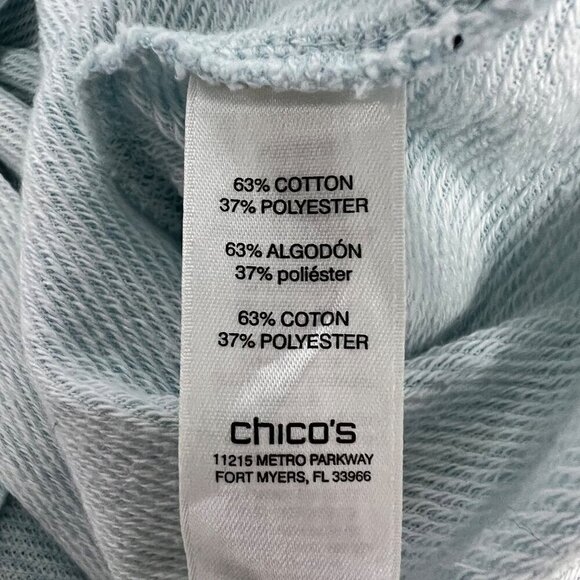 63% COTTON
37% POLYESTER
63% ALGODÓN
37% poliéster
63% COTON
37% POLYESTER
chico's
11215 METRO PARKWAY
FORT MYERS, FL 33966